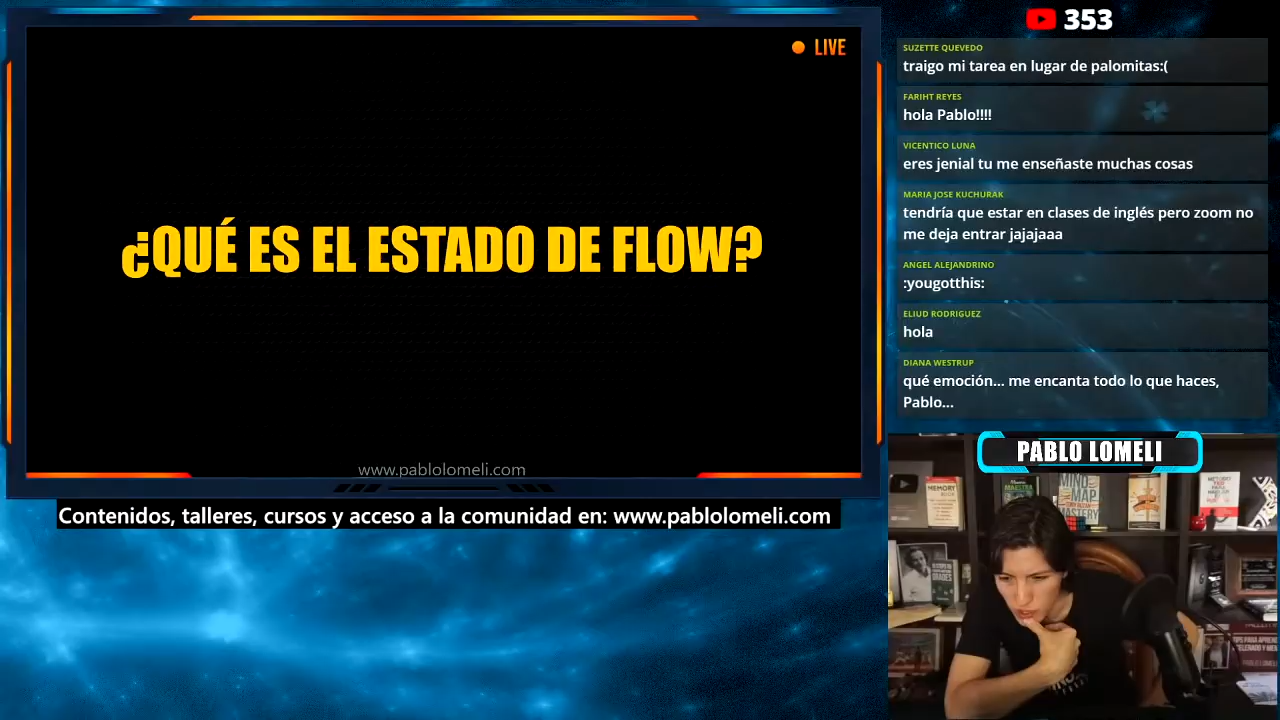 LIVE
¿QUÉ ES EL ESTADO DE FLOW?
www.pablolomeli.com
Contenidos, talleres, cursos y acceso a la comunidad en: www.pablolomeli.com
353
SUZETTE QUEVEDO
traigo mi tarea en lugar de palomitas:(
FARIHT REYES
hola Pablo!!!!
VICENTICO LUNA
eres jenial tu me enseñaste muchas cosas
MARIA JOSE KUCHURAK
tendría que estar en clases de inglés pero zoom no
me deja entrar jajajaaa
ANGEL ALEJANDRINO
:yougotthis:
ELIUD RODRIGUEZ
hola
DIANA WESTRUP
qué emoción... me encanta todo lo que haces,
Pablo...
PABLO LOMELI
MEMORY
MIND
MAP
MASTERY